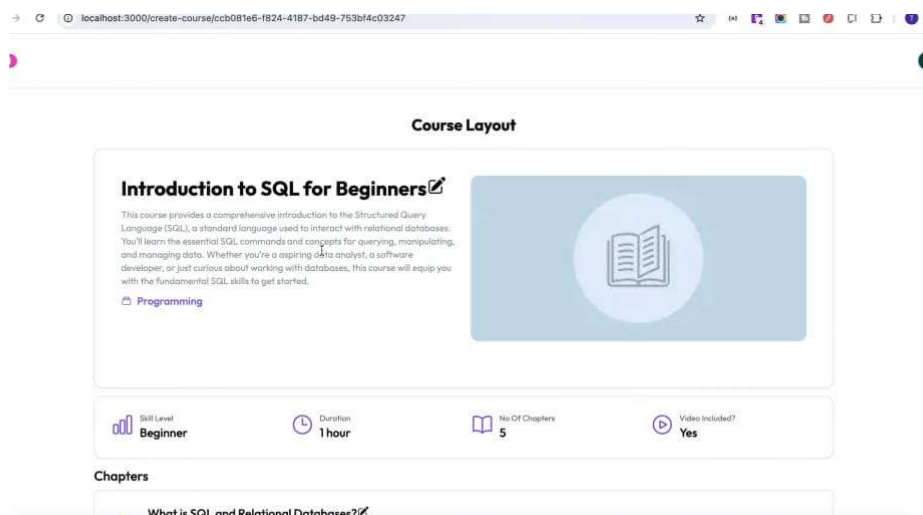 localhost:3000/create-course/ccb081e6-f824-4187-bd49-753bf4c03247
Course Layout
Introduction to SQL for Beginners
This course provides a comprehensive introduction to the Structured Query
Language (SQL), a standard language used to interact with relational databases.
You'll learn the essential SQL commands and concepts for querying, manipulating,
and managing data. Whether you're a aspiring data analyst, a software
developer, or just curious about working with databases, this course will equip you
with the fundamental SQL skills to get started.
Programming
Skill Level
Beginner
Duration
1 hour
No Of Chapters
5
Video Included?
Yes
Chapters
What is SQL and Relational Databases?